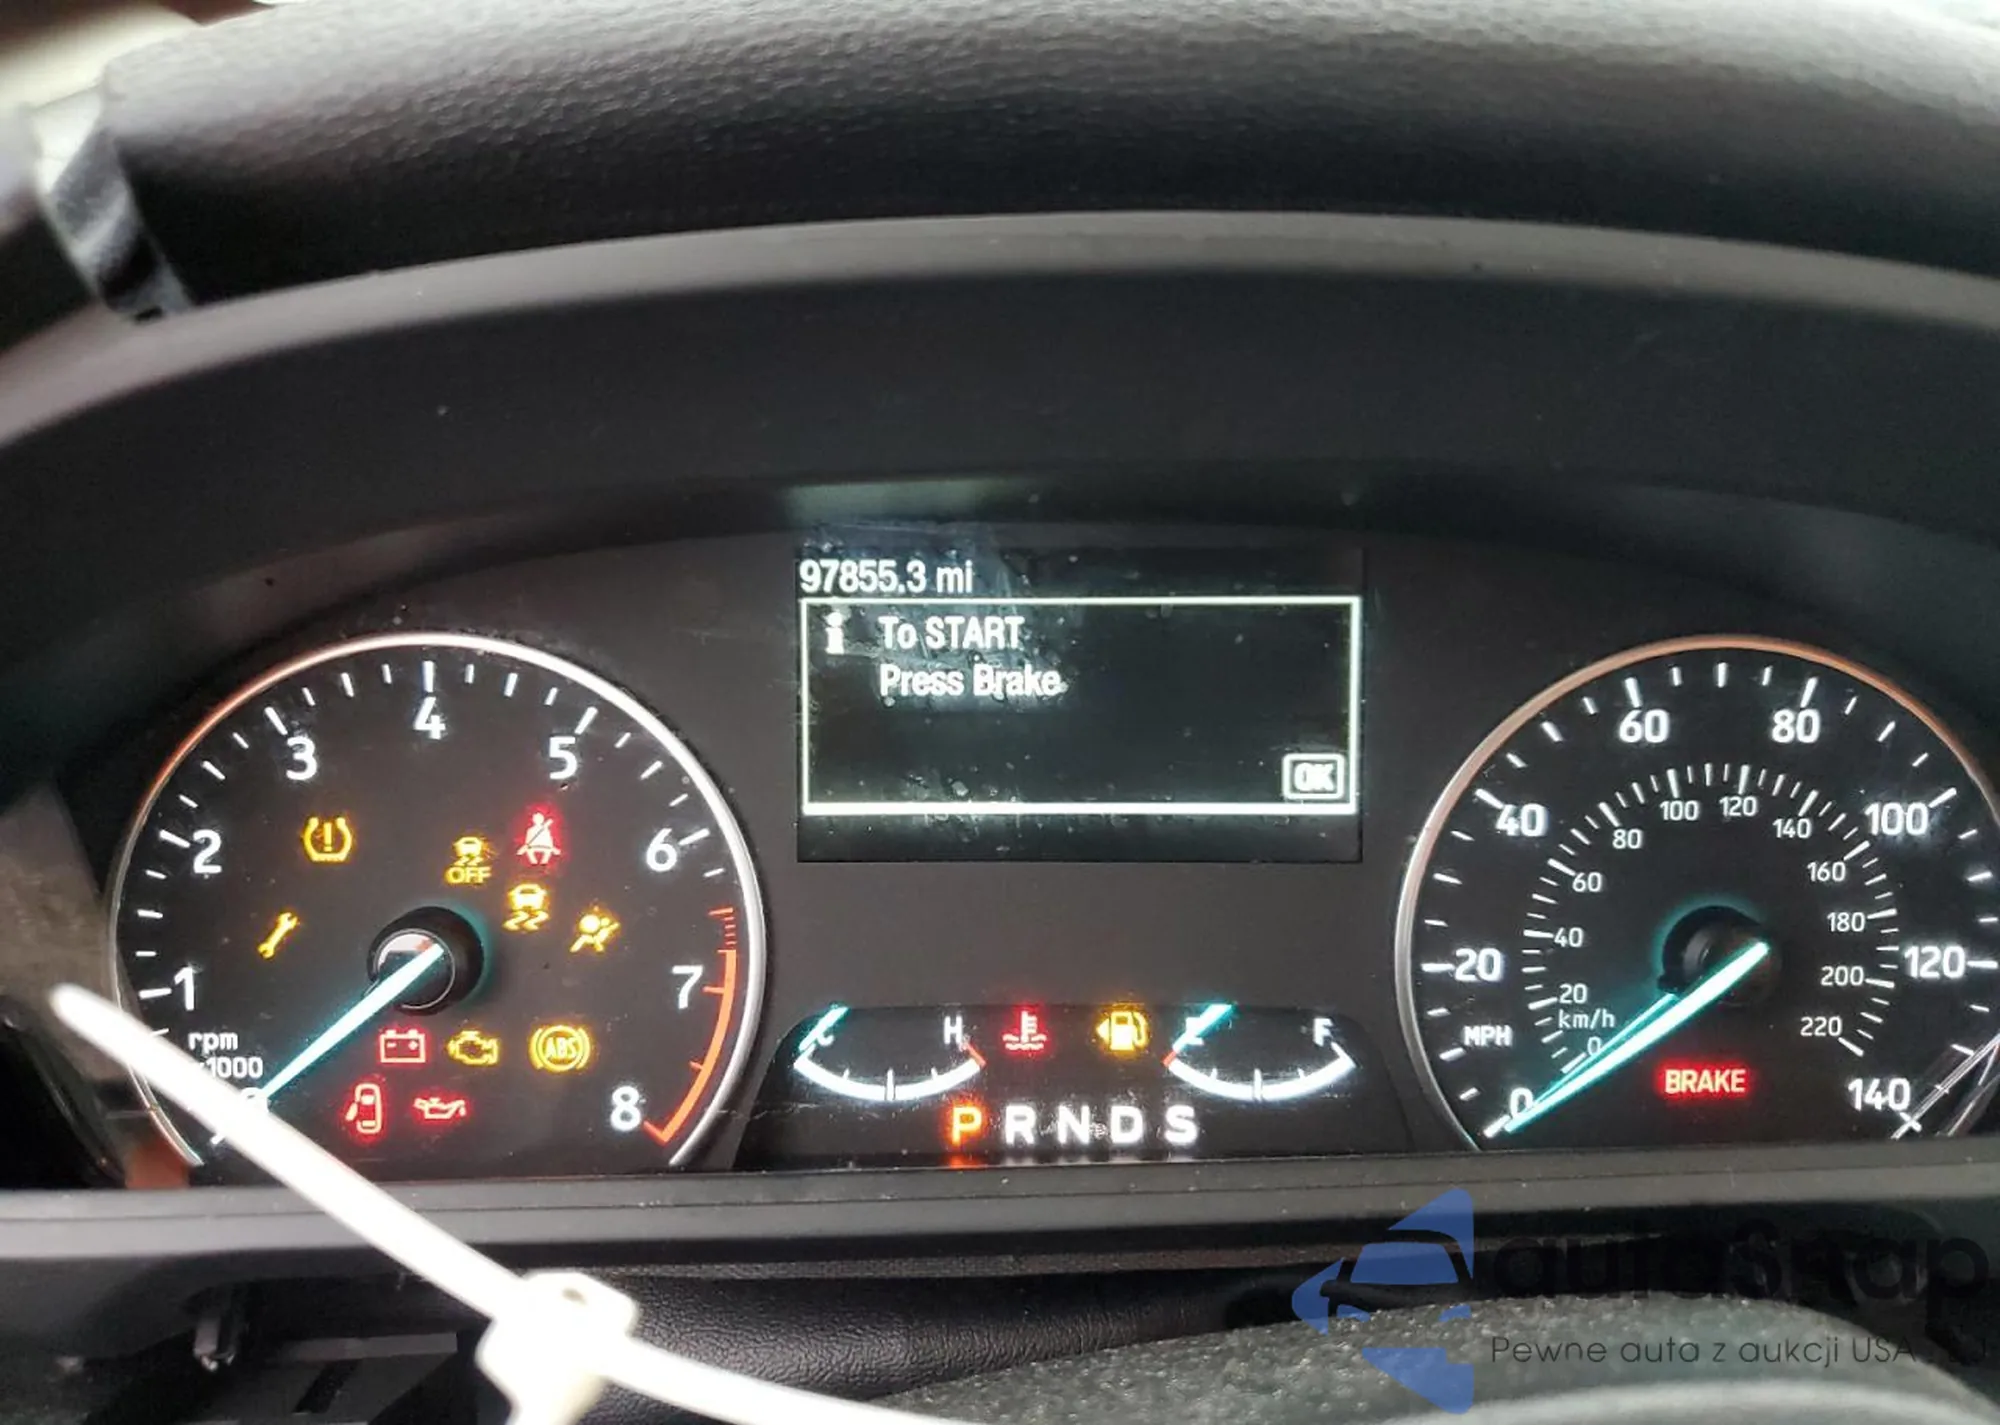 97855.3 mi
i To START
Press Brake
OK
1 2 3 4 5 6 7 8
rpm
x1000
OFF
ABS
C H
E F
P R N D S
0 20 40 60 80 100 120 140
MPH
0 20 40 60 80 100 120 140 160 180 200 220
km/h
BRAKE
autosnap
Pewne auta z aukcji USA